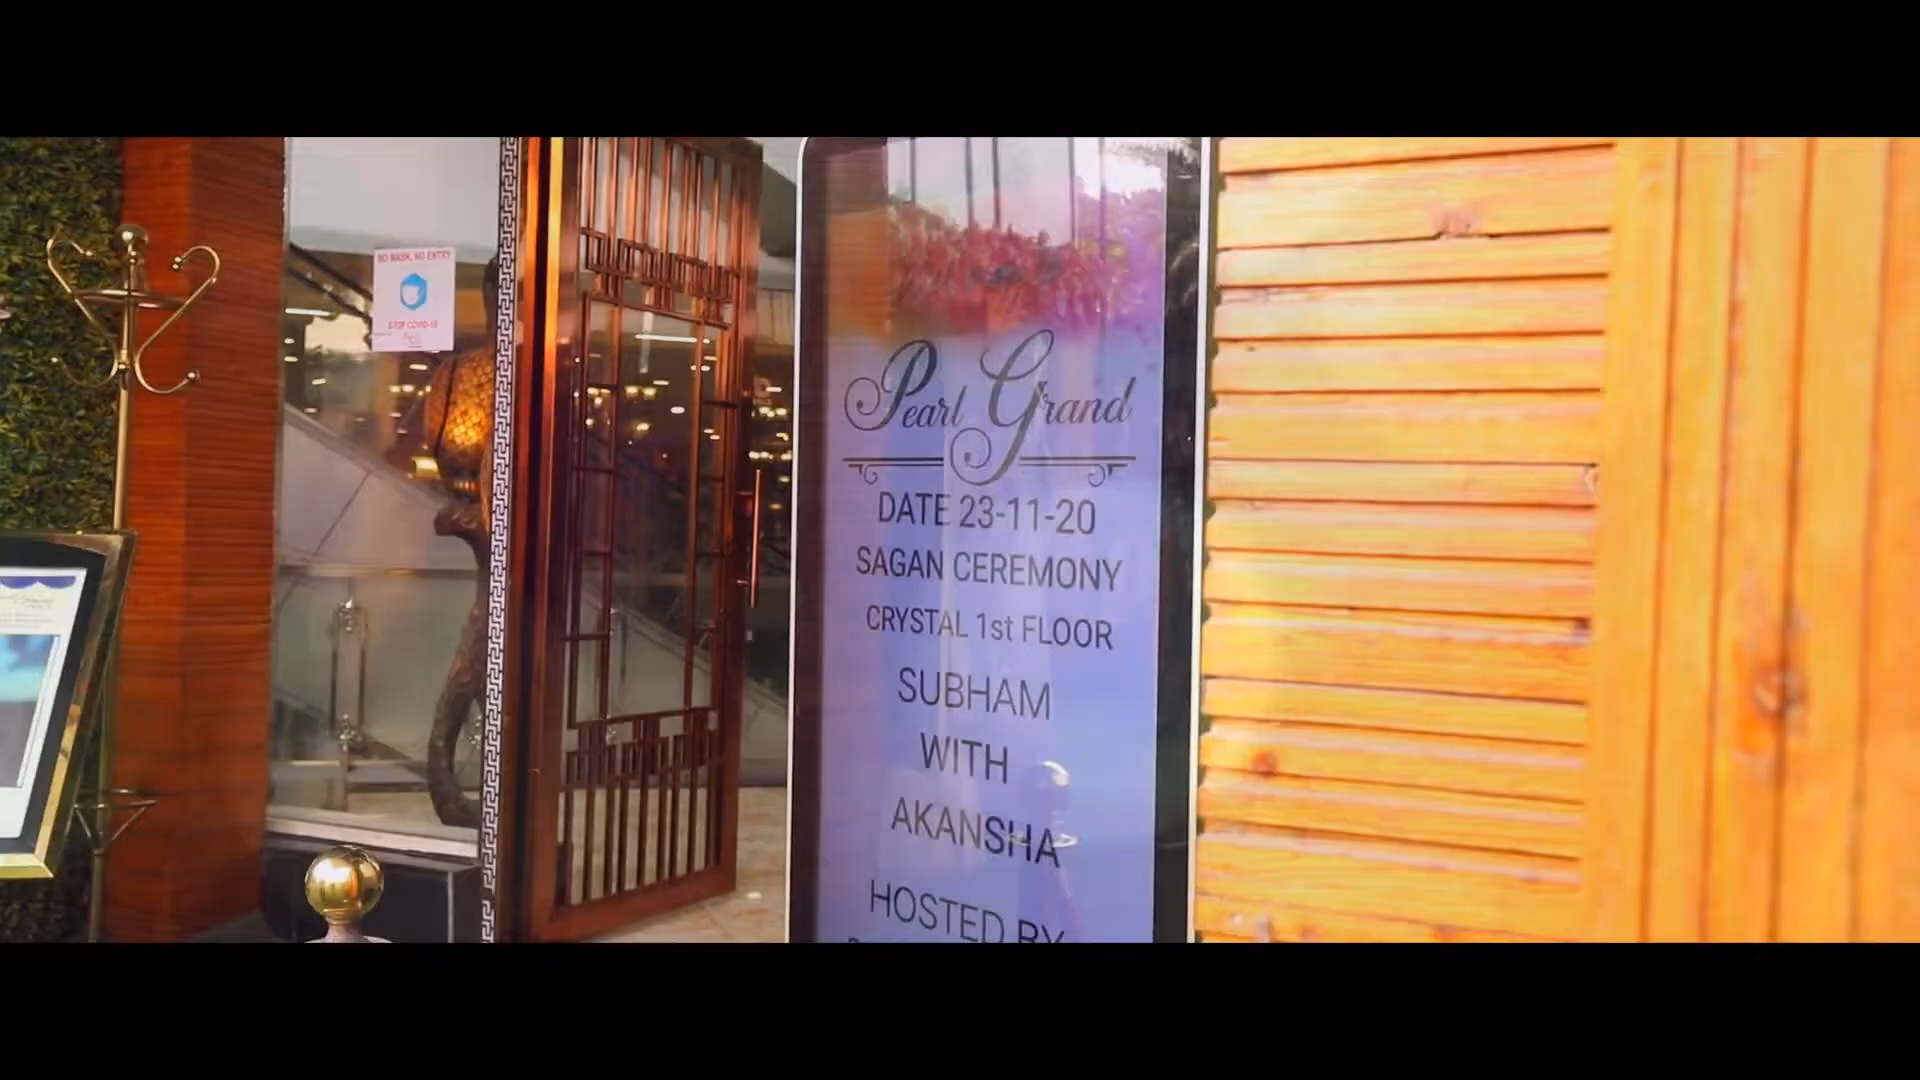 NO MASK, NO ENTRY
STOP COVID-19
Pearl Grand
DATE 23-11-20
SAGAN CEREMONY
CRYSTAL 1st FLOOR
SUBHAM
WITH
AKANSHA
HOSTED BY